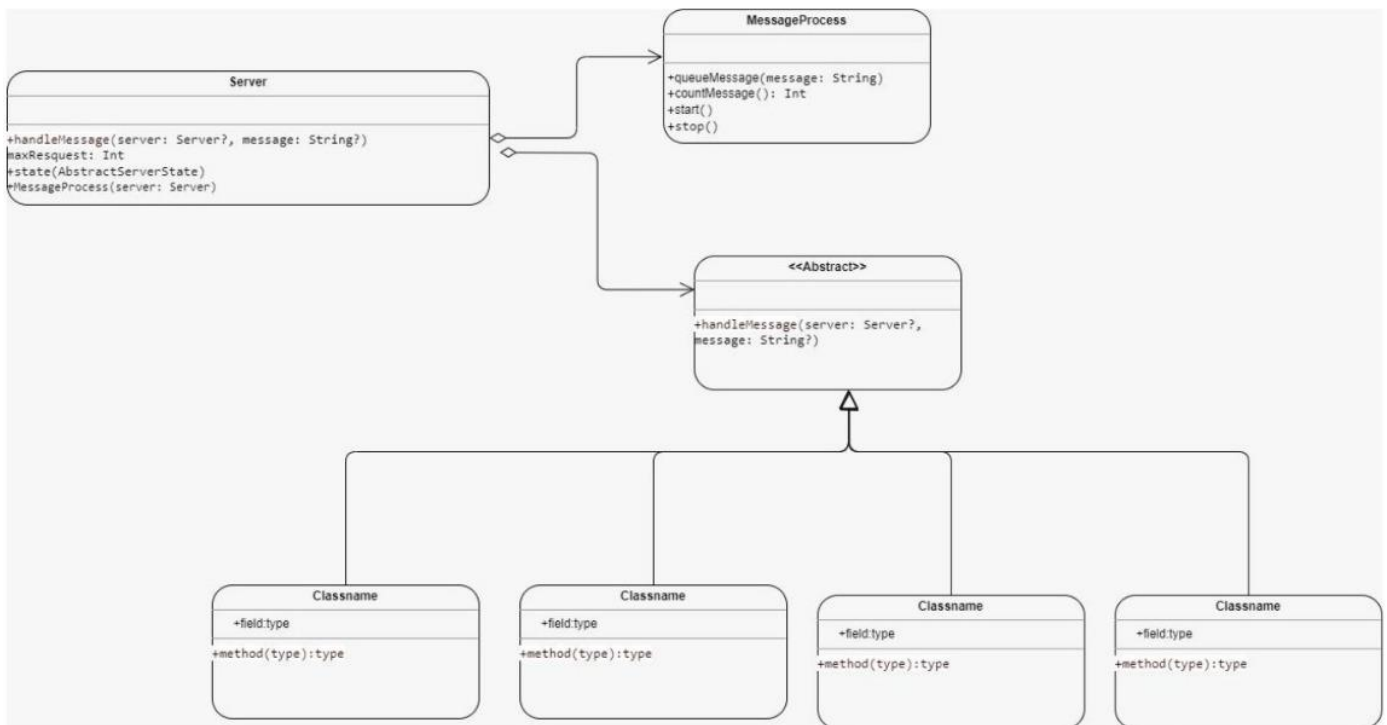 MessageProcess
+queueMessage(message: String)
+countMessage(): Int
+start()
+stop()
Server
+handleMessage(server: Server?, message: String?)
maxResquest: Int
+state(AbstractServerState)
+MessageProcess(server: Server)
<<Abstract>>
+handleMessage(server: Server?,
message: String?)
Classname
+field:type
+method(type):type
Classname
+field:type
+method(type):type
Classname
+field:type
+method(type):type
Classname
+field:type
+method(type):type